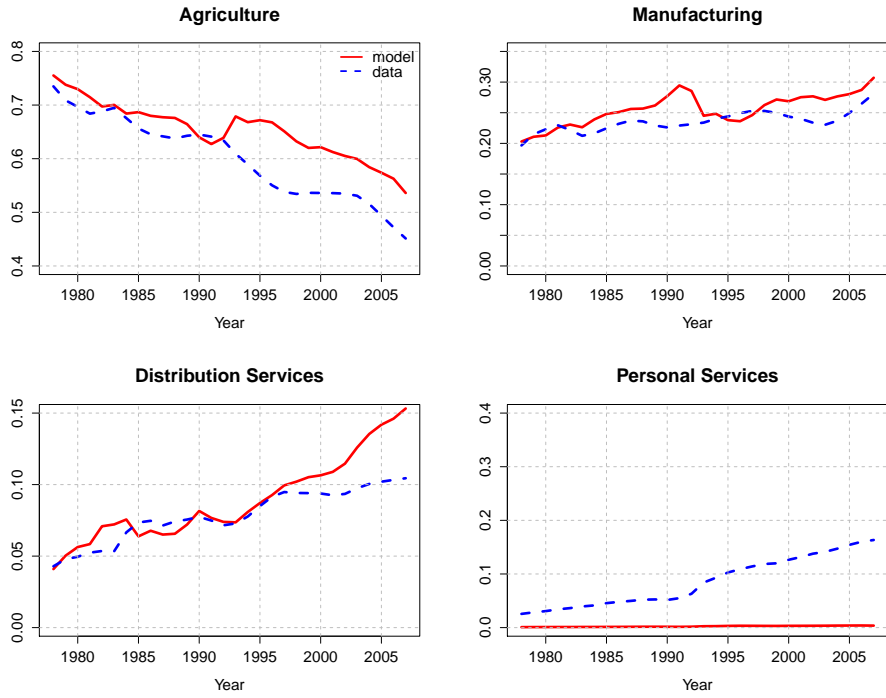 Agriculture
model
data
0.8
0.7
0.6
0.5
0.4
1980 1985 1990 1995 2000 2005
Year
Manufacturing
0.30
0.20
0.10
0.00
1980 1985 1990 1995 2000 2005
Year
Distribution Services
0.15
0.10
0.05
0.00
1980 1985 1990 1995 2000 2005
Year
Personal Services
0.4
0.3
0.2
0.1
0.0
1980 1985 1990 1995 2000 2005
Year